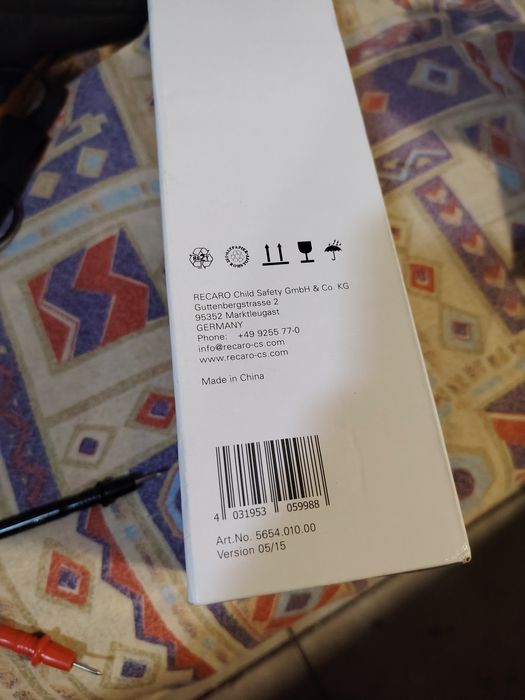 RECARO Child Safety GmbH & Co. KG
Guttenbergstrasse 2
95352 Marktleugast
GERMANY
Phone: +49 9255 77-0
info@recaro-cs.com
www.recaro-cs.com
Made in China
4 031953 059988
Art.No. 5654.010.00
Version 05/15